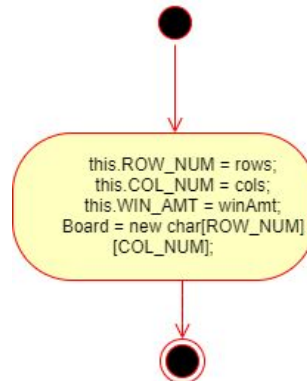 this.ROW_NUM = rows;
this.COL_NUM = cols;
this.WIN_AMT = winAmt;
Board = new char[ROW_NUM]
[COL_NUM];